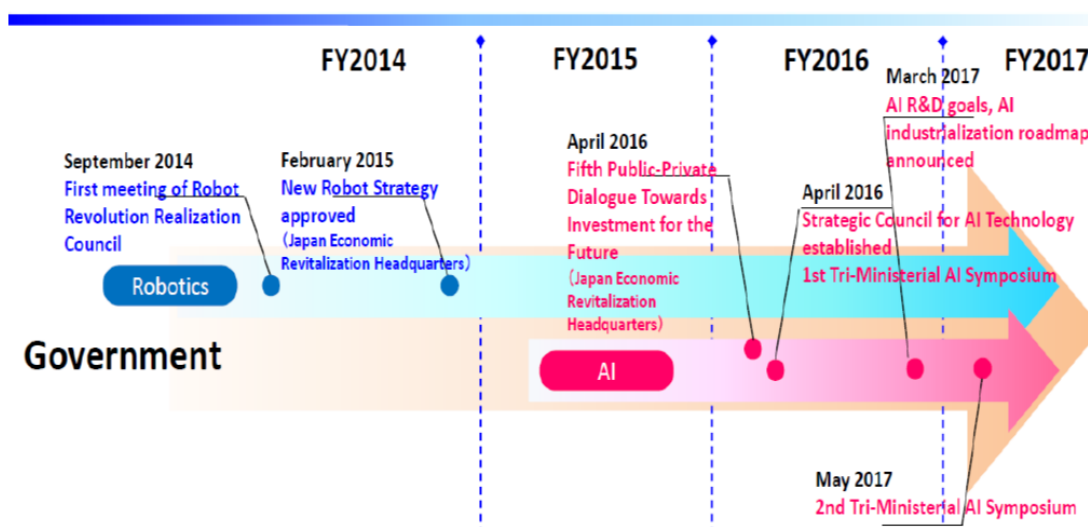 FY2014
FY2015
FY2016
FY2017
September 2014
First meeting of Robot
Revolution Realization
Council
February 2015
New Robot Strategy
approved
(Japan Economic
Revitalization Headquarters)
April 2016
Fifth Public-Private
Dialogue Towards
Investment for the
Future
(Japan Economic
Revitalization
Headquarters)
April 2016
Strategic Council for AI Technology
established
1st Tri-Ministerial AI Symposium
March 2017
AI R&D goals, AI
industrialization roadmap
announced
Robotics
Government
AI
May 2017
2nd Tri-Ministerial AI Symposium